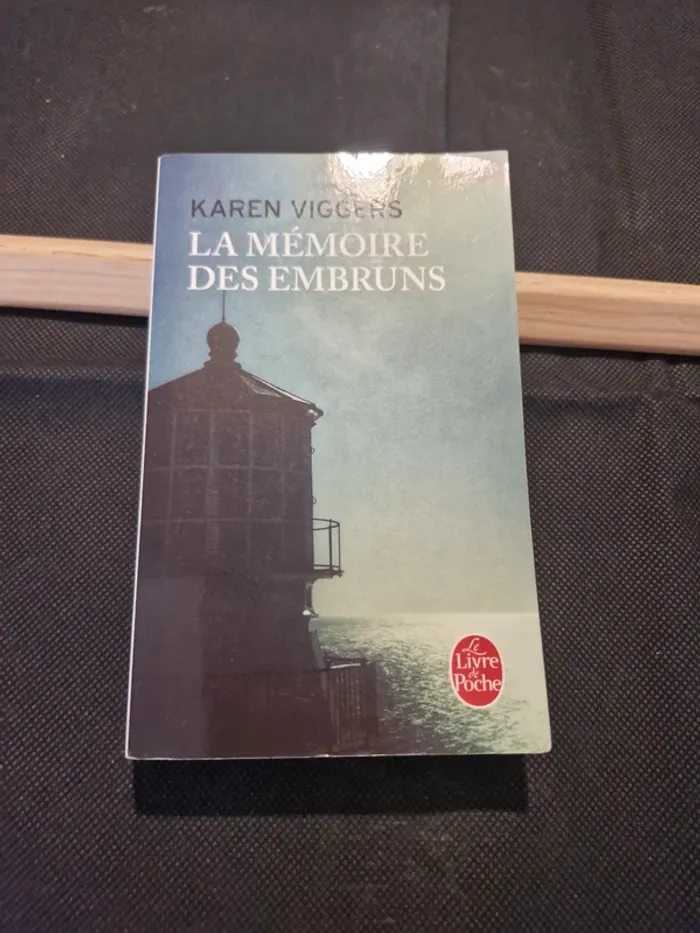 KAREN VIGGERS
LA MÉMOIRE
DES EMBRUNS
Le
Livre
de
Poche